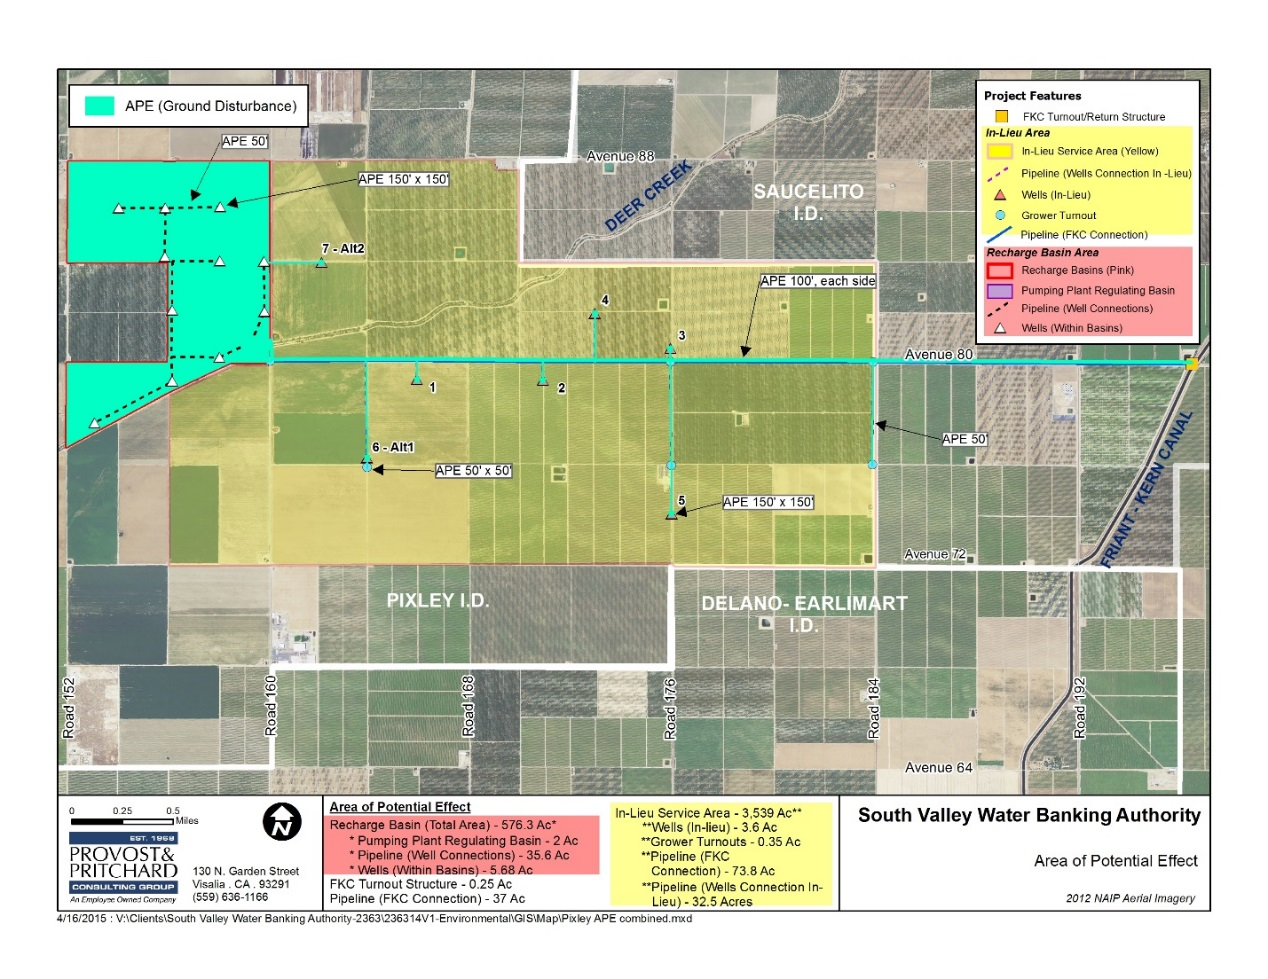 APE (Ground Disturbance)
APE 50'
APE 150' x 150'
Avenue 88
DEER CREEK
SAUCELITO
I.D.
Project Features
FKC Turnout/Return Structure
In-Lieu Area
In-Lieu Service Area (Yellow)
Pipeline (Wells Connection In -Lieu)
Wells (In-Lieu)
Grower Turnout
Pipeline (FKC Connection)
Recharge Basin Area
Recharge Basins (Pink)
Pumping Plant Regulating Basin
Pipeline (Well Connections)
Wells (Within Basins)
7 - Alt2
APE 100', each side
4
3
Avenue 80
1
2
6 - Alt1
APE 50' x 50'
APE 50'
5
APE 150' x 150'
FRIANT - KERN CANAL
Avenue 72
PIXLEY I.D.
DELANO- EARLIMART
I.D.
Road 152
Road 160
Road 168
Road 176
Road 184
Road 192
Avenue 64
0 0.25 0.5
Miles
N
EST. 1968
PROVOST&
PRITCHARD
CONSULTING GROUP
An Employee Owned Company
130 N. Garden Street
Visalia . CA . 93291
(559) 636-1166
Area of Potential Effect
Recharge Basin (Total Area) - 576.3 Ac*
* Pumping Plant Regulating Basin - 2 Ac
* Pipeline (Well Connections) - 35.6 Ac
* Wells (Within Basins) - 5.68 Ac
FKC Turnout Structure - 0.25 Ac
Pipeline (FKC Connection) - 37 Ac
In-Lieu Service Area - 3,539 Ac**
**Wells (In-lieu) - 3.6 Ac
**Grower Turnouts - 0.35 Ac
**Pipeline (FKC
Connection) - 73.8 Ac
**Pipeline (Wells Connection In-
Lieu) - 32.5 Acres
South Valley Water Banking Authority
Area of Potential Effect
2012 NAIP Aerial Imagery
4/16/2015 : V:\Clients\South Valley Water Banking Authority-2363\236314V1-Environmental\GIS\Map\Pixley APE combined.mxd